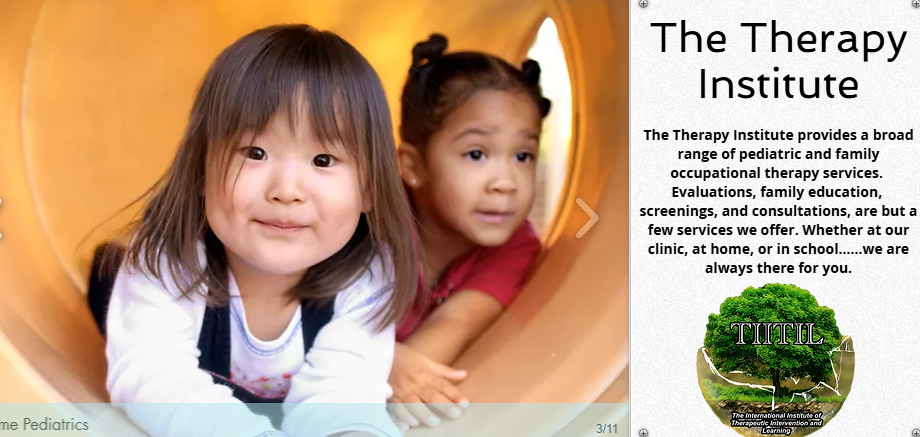 The Therapy
Institute
The Therapy Institute provides a broad
range of pediatric and family
occupational therapy services.
Evaluations, family education,
screenings, and consultations, are but a
few services we offer. Whether at our
clinic, at home, or in school......we are
always there for you.
TIITIL
The International Institute of
Therapeutic Intervention and
Learning
me Pediatrics
3/11